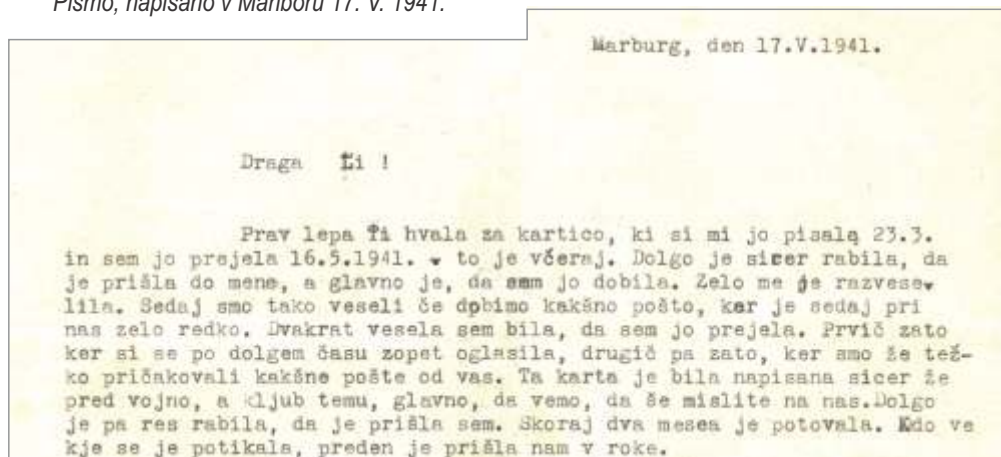 Pismo, napisano v Mariboru 17. V. 1941.
Marburg, den 17.V.1941.
Draga Li !
Prav lepa Ti hvala za kartico, ki si mi jo pisala 23.3.
in sem jo prejela 16.5.1941. to je včeraj. Dolgo je sicer rabila, da
je prišla do mene, a glavno je, da sem jo dobila. Zelo me je razvese-
lila. Sedaj smo tako veseli če dobimo kakšno pošto, ker je sedaj pri
nas zelo redko. Dvakrat vesela sem bila, da sem jo prejela. Prvič zato
ker si se po dolgem času zopet oglasila, drugič pa zato, ker smo že tež-
ko pričakovali kakšne pošte od vas. Ta karta je bila napisana sicer že
pred vojno, a kljub temu, glavno, da vemo, da še mislite na nas.Dolgo
je pa res rabila, da je prišla sem. Skoraj dva mesea je potovala. Kdo ve
kje se je potikala, preden je prišla nam v roke.